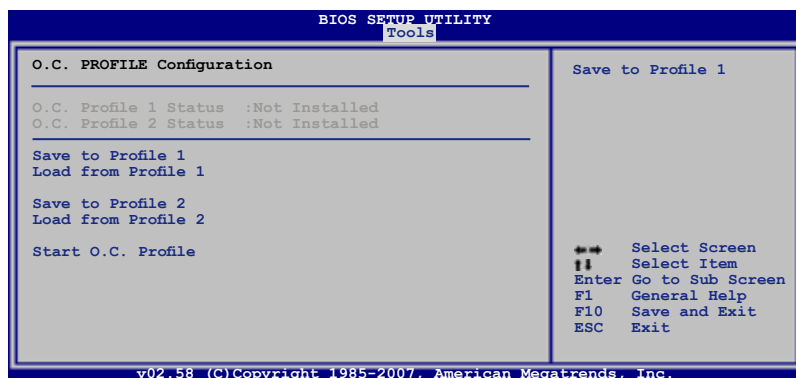 BIOS SETUP UTILITY
Tools
O.C. PROFILE Configuration
O.C. Profile 1 Status :Not Installed
O.C. Profile 2 Status :Not Installed
Save to Profile 1
Load from Profile 1
Save to Profile 2
Load from Profile 2
Start O.C. Profile
Save to Profile 1
←→ Select Screen
↑↓ Select Item
Enter Go to Sub Screen
F1 General Help
F10 Save and Exit
ESC Exit
v02.58 (C)Copyright 1985-2007, American Megatrends, Inc.